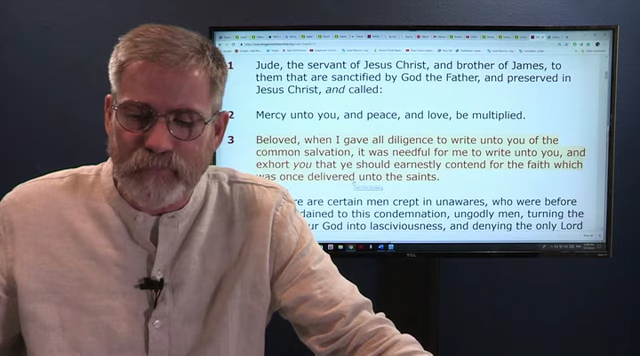 1 Jude, the servant of Jesus Christ, and brother of James, to
them that are sanctified by God the Father, and preserved in
Jesus Christ, and called:
2 Mercy unto you, and peace, and love, be multiplied.
3 Beloved, when I gave all diligence to write unto you of the
common salvation, it was needful for me to write unto you, and
exhort you that ye should earnestly contend for the faith which
was once delivered unto the saints.
are certain men crept in unawares, who were before
to this condemnation, ungodly men, turning the
God into lasciviousness, and denying the only Lord
TCL